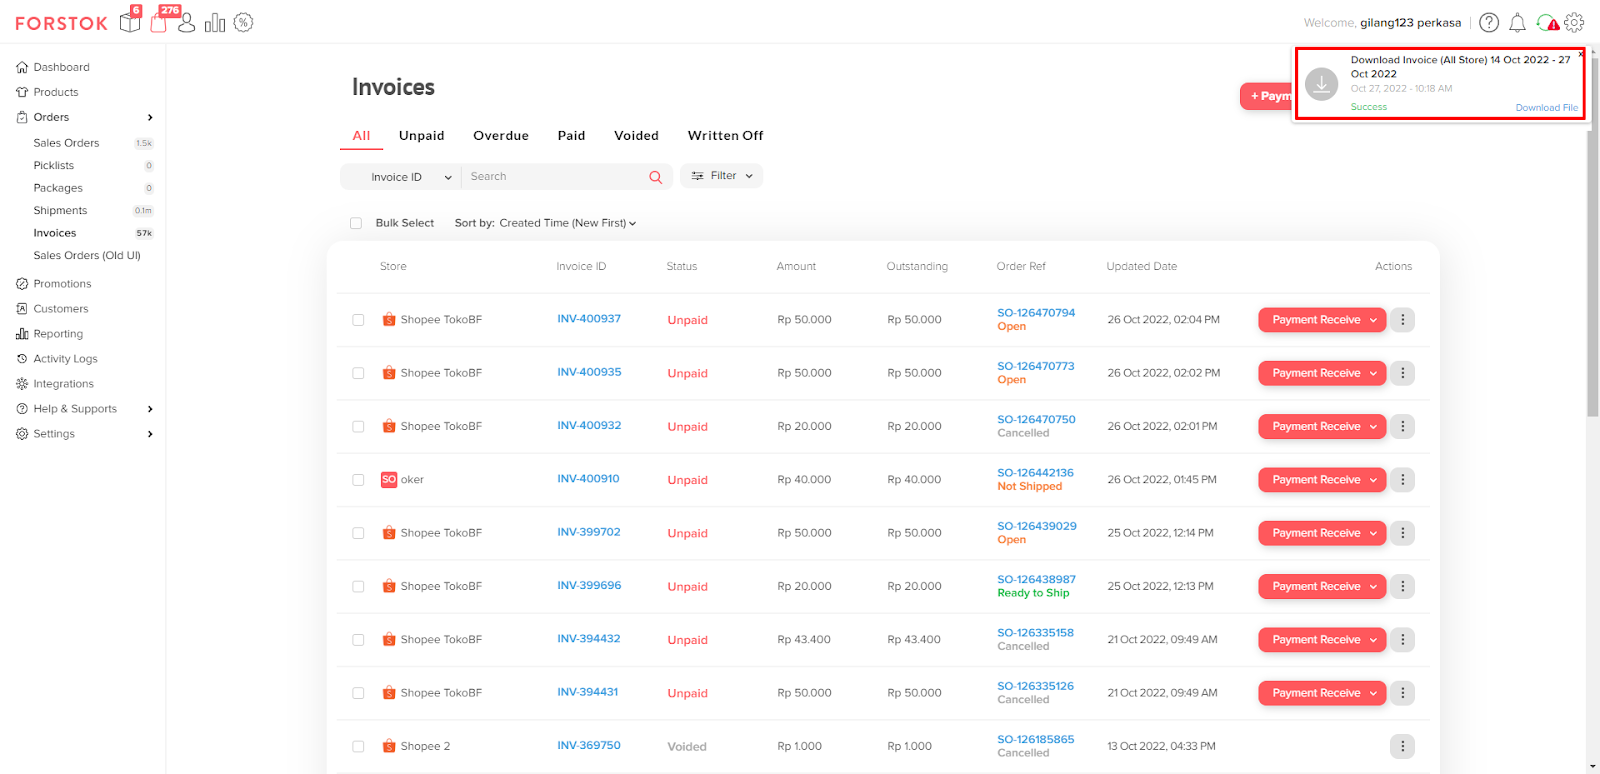 FORSTOK
6
276
Welcome, gilang123 perkasa
Download Invoice (All Store) 14 Oct 2022 - 27
Oct 2022
Oct 27, 2022 - 10:18 AM
Success
Download File
Dashboard
Products
Orders
Sales Orders 1.5k
Picklists 0
Packages 0
Shipments 0.1m
Invoices 57k
Sales Orders (Old UI)
Promotions
Customers
Reporting
Activity Logs
Integrations
Help & Supports
Settings
Invoices
+ Paym
All Unpaid Overdue Paid Voided Written Off
Invoice ID Search Filter
Bulk Select Sort by: Created Time (New First)
Store Invoice ID Status Amount Outstanding Order Ref Updated Date Actions
Shopee TokoBF INV-400937 Unpaid Rp 50.000 Rp 50.000 SO-126470794 26 Oct 2022, 02:04 PM Payment Receive
Open
Shopee TokoBF INV-400935 Unpaid Rp 50.000 Rp 50.000 SO-126470773 26 Oct 2022, 02:02 PM Payment Receive
Open
Shopee TokoBF INV-400932 Unpaid Rp 20.000 Rp 20.000 SO-126470750 26 Oct 2022, 02:01 PM Payment Receive
Cancelled
SO oker INV-400910 Unpaid Rp 40.000 Rp 40.000 SO-126442136 26 Oct 2022, 01:45 PM Payment Receive
Not Shipped
Shopee TokoBF INV-399702 Unpaid Rp 50.000 Rp 50.000 SO-126439029 25 Oct 2022, 12:14 PM Payment Receive
Open
Shopee TokoBF INV-399696 Unpaid Rp 20.000 Rp 20.000 SO-126438987 25 Oct 2022, 12:13 PM Payment Receive
Ready to Ship
Shopee TokoBF INV-394432 Unpaid Rp 43.400 Rp 43.400 SO-126335158 21 Oct 2022, 09:49 AM Payment Receive
Cancelled
Shopee TokoBF INV-394431 Unpaid Rp 50.000 Rp 50.000 SO-126335126 21 Oct 2022, 09:49 AM Payment Receive
Cancelled
Shopee 2 INV-369750 Voided Rp 1.000 Rp 1.000 SO-126185865 13 Oct 2022, 04:33 PM
Cancelled